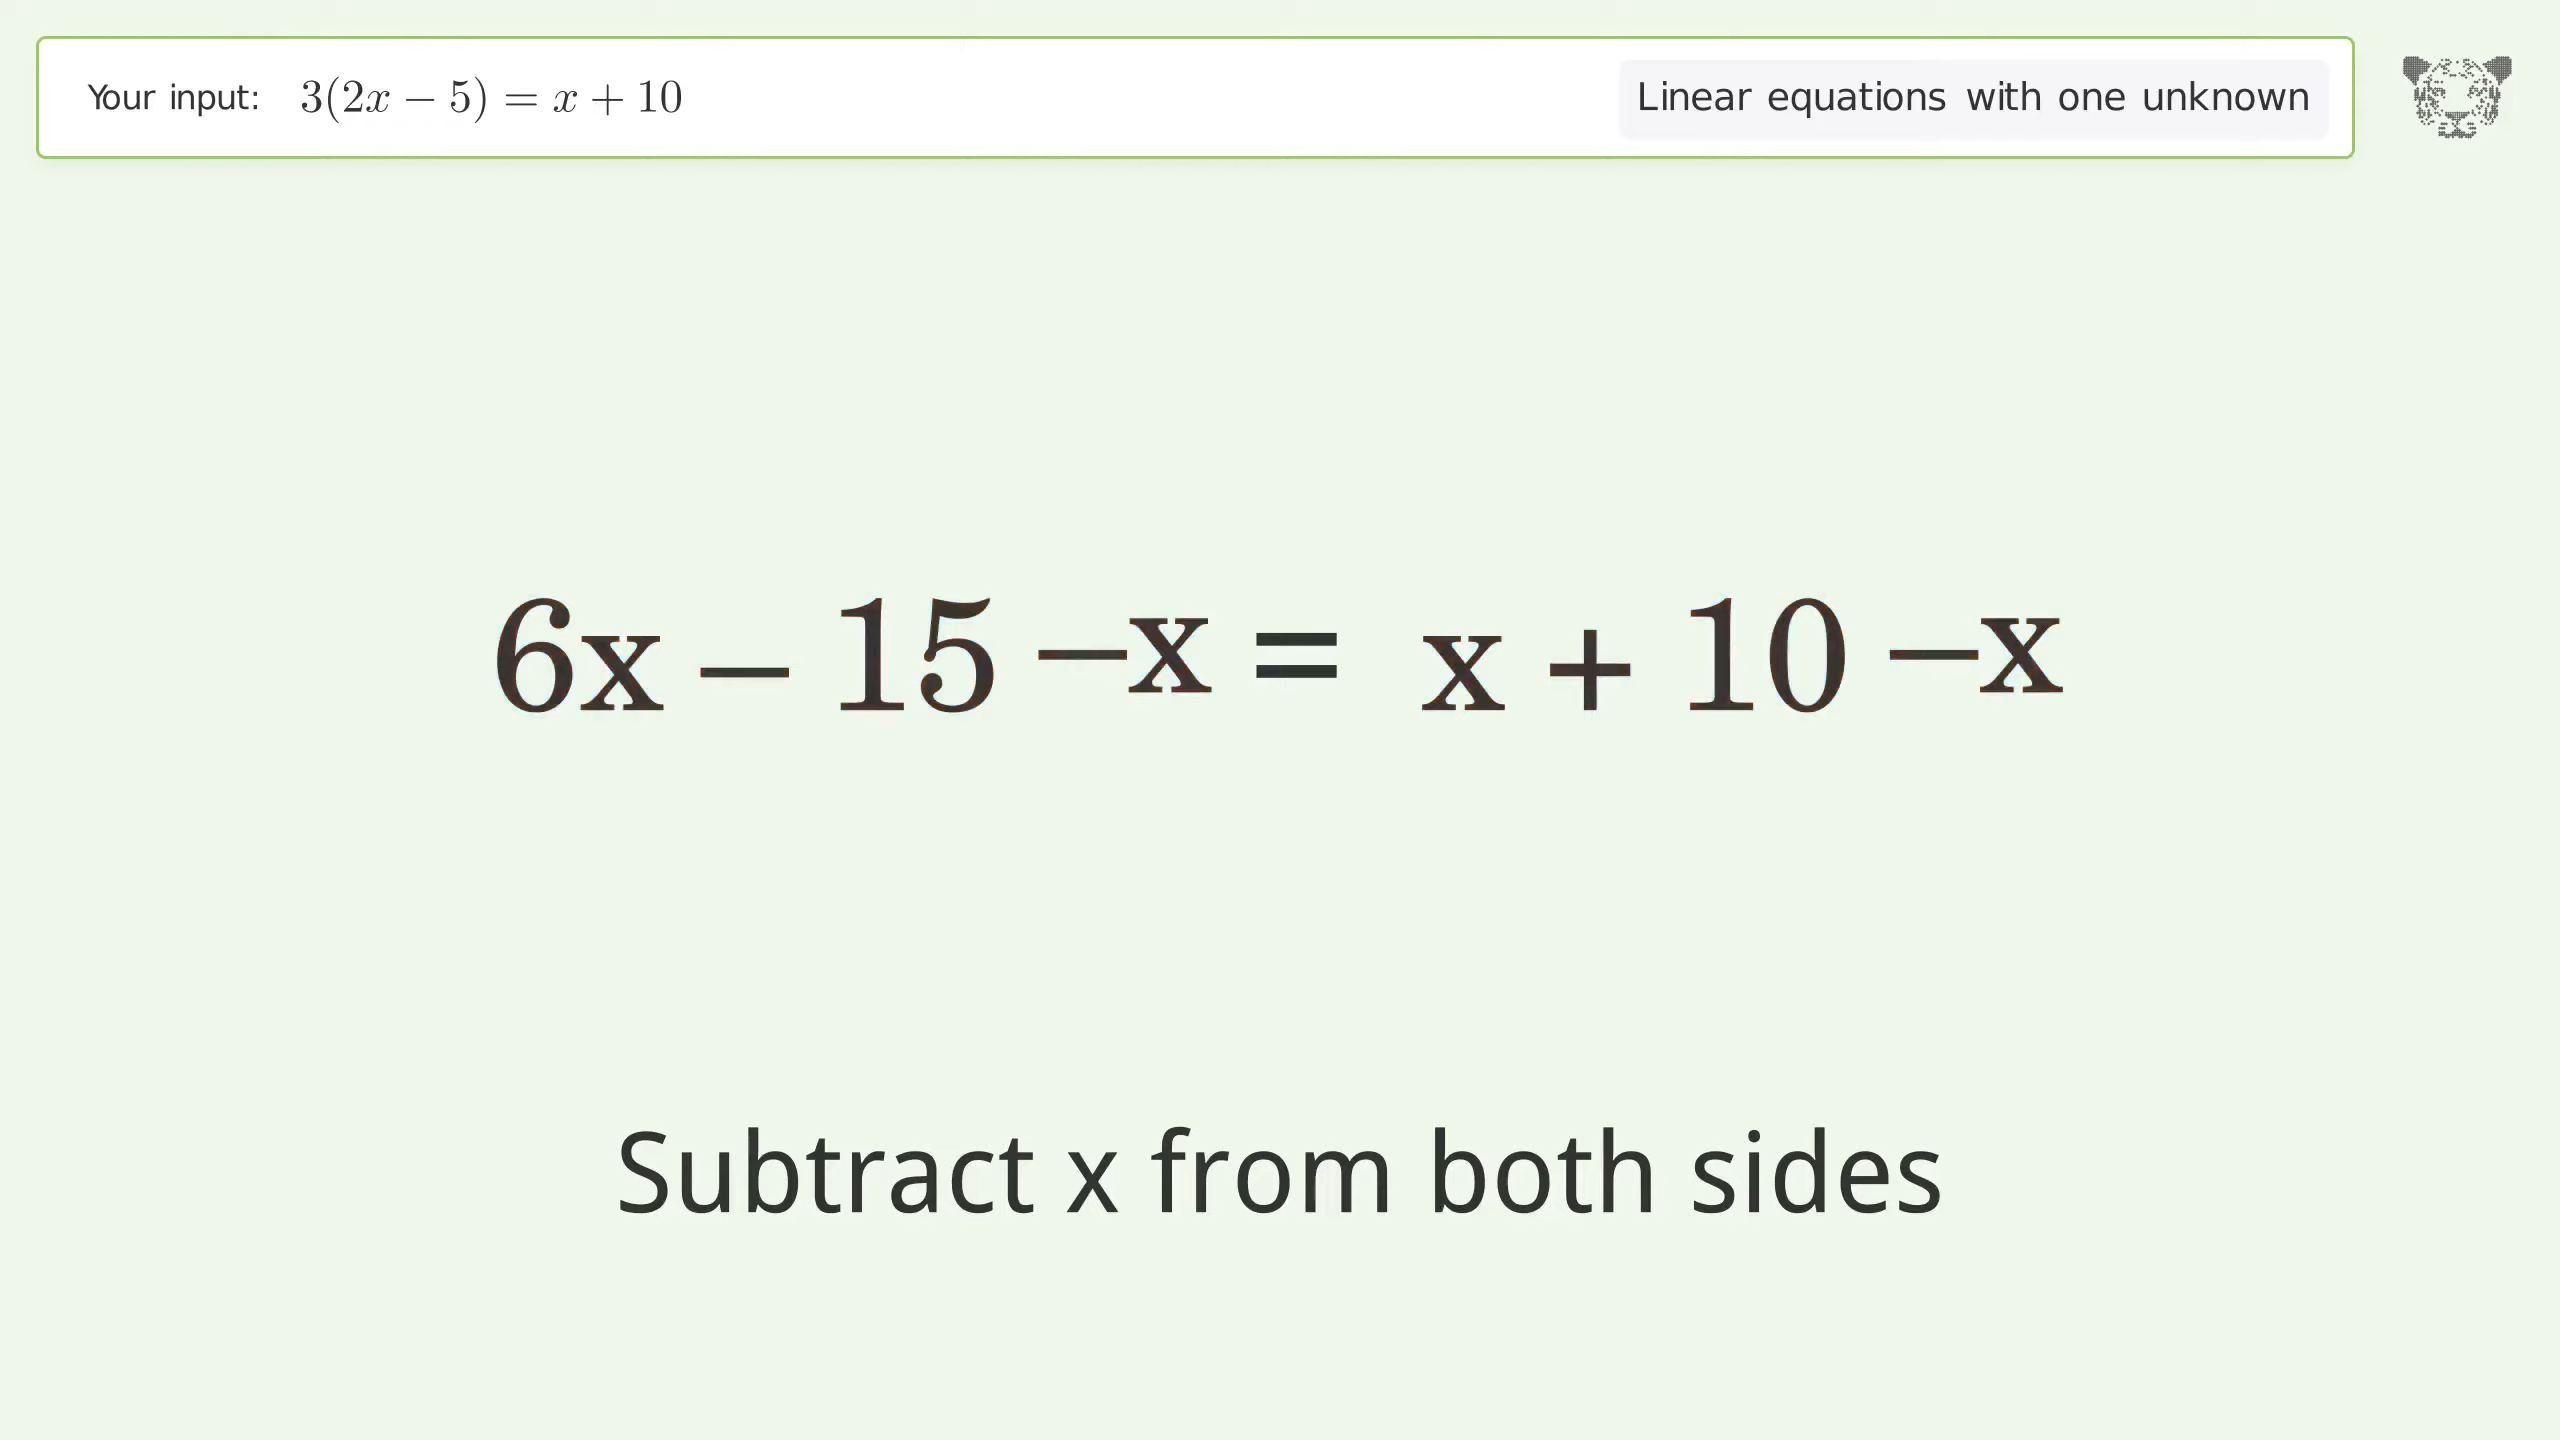 Your input: 3(2x − 5) = x + 10 Linear equations with one unknown
6x − 15 −x = x + 10 −x
Subtract x from both sides